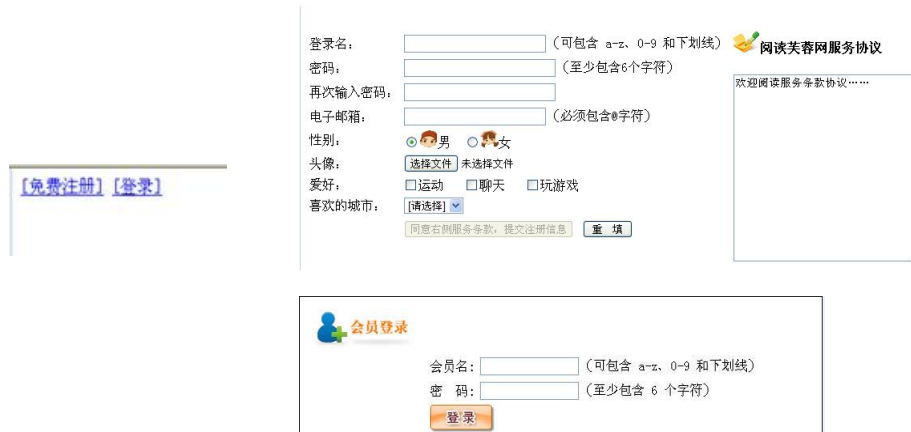 [免费注册] [登录]
登录名： （可包含 a-z、0-9 和下划线）
密码： （至少包含6个字符）
再次输入密码：
电子邮箱： （必须包含@字符）
性别： 男 女
头像： 选择文件 未选择文件
爱好： 运动 聊天 玩游戏
喜欢的城市： [请选择]
同意右侧服务条款，提交注册信息 重 填
阅读芙蓉网服务协议
欢迎阅读服务条款协议……
会员登录
会员名: （可包含 a-z、0-9 和下划线）
密 码: （至少包含 6 个字符）
登录